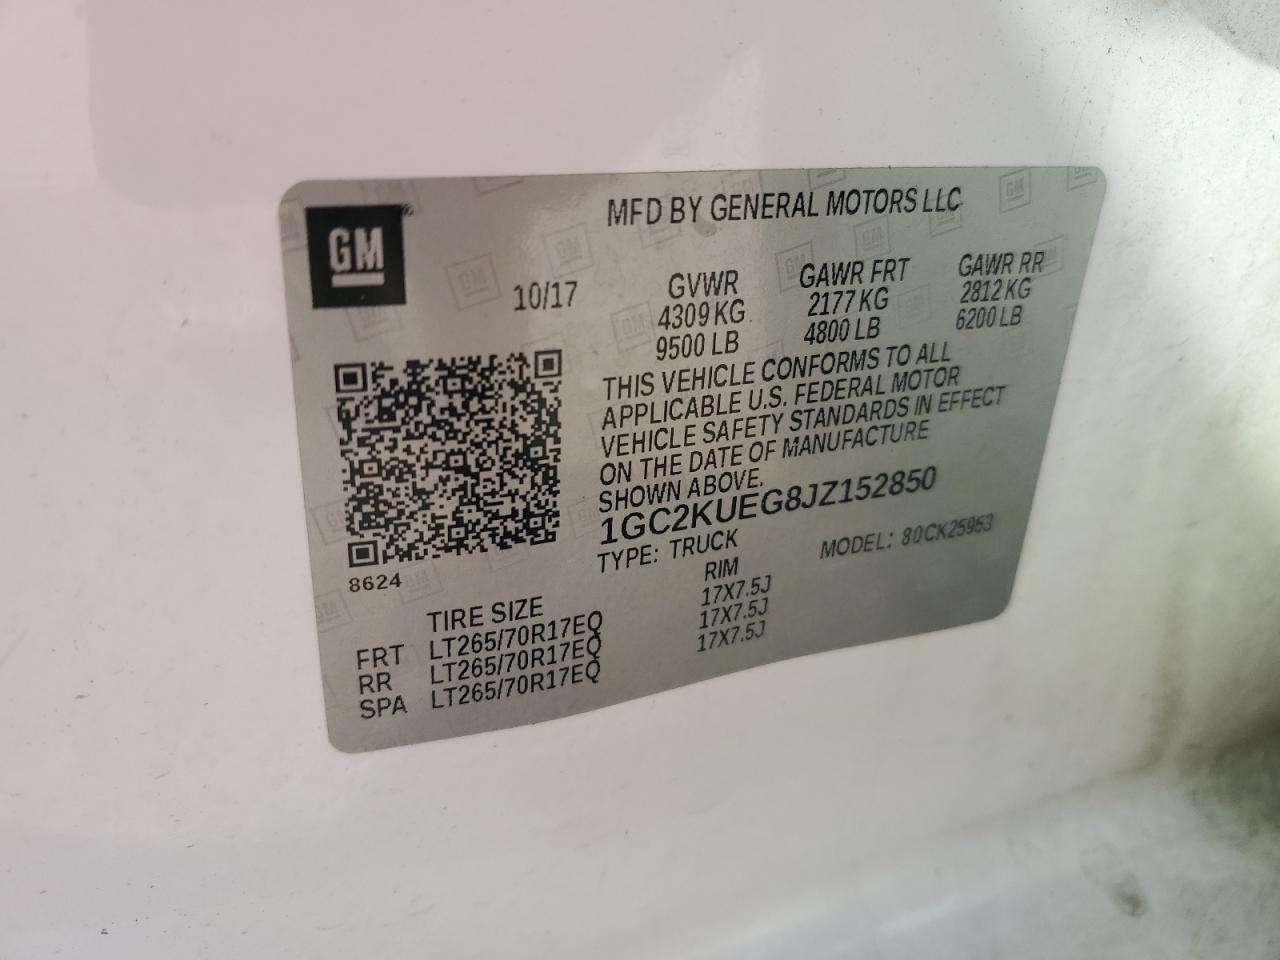 GM
MFD BY GENERAL MOTORS LLC
10/17
GVWR GAWR FRT GAWR RR
4309 KG 2177 KG 2812 KG
9500 LB 4800 LB 6200 LB
THIS VEHICLE CONFORMS TO ALL
APPLICABLE U.S. FEDERAL MOTOR
VEHICLE SAFETY STANDARDS IN EFFECT
ON THE DATE OF MANUFACTURE
SHOWN ABOVE.
1GC2KUEG8JZ152850
TYPE: TRUCK MODEL: 80CK25953
8624
TIRE SIZE RIM
FRT LT265/70R17EQ 17X7.5J
RR LT265/70R17EQ 17X7.5J
SPA LT265/70R17EQ 17X7.5J